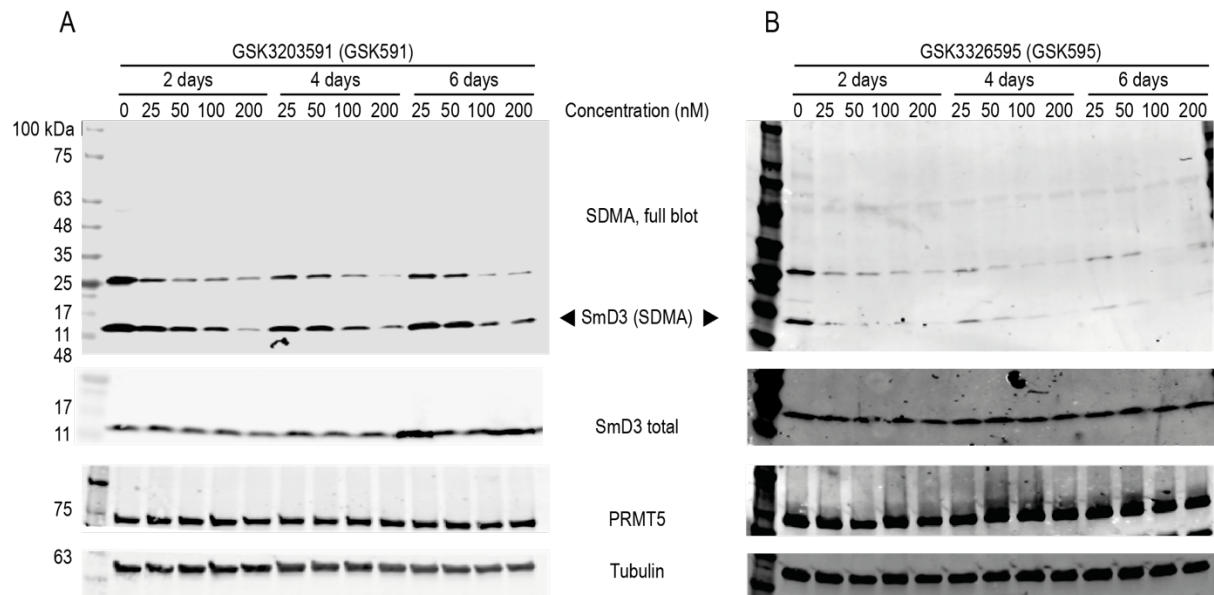 A
B
GSK3203591 (GSK591)
GSK3326595 (GSK595)
2 days 4 days 6 days
2 days 4 days 6 days
0 25 50 100 200 25 50 100 200 25 50 100 200
Concentration (nM)
0 25 50 100 200 25 50 100 200 25 50 100 200
100 kDa
75
63
48
35
25
17
11
48
SDMA, full blot
◄ SmD3 (SDMA) ►
17
11
SmD3 total
75
PRMT5
63
Tubulin